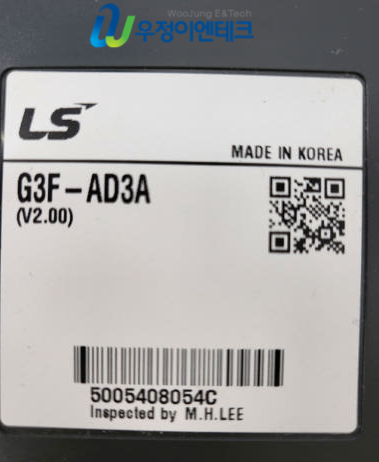 WooJung E&Tech
우정이엔테크
LS
MADE IN KOREA
G3F-AD3A
(V2.00)
5005408054C
Inspected by M.H.LEE